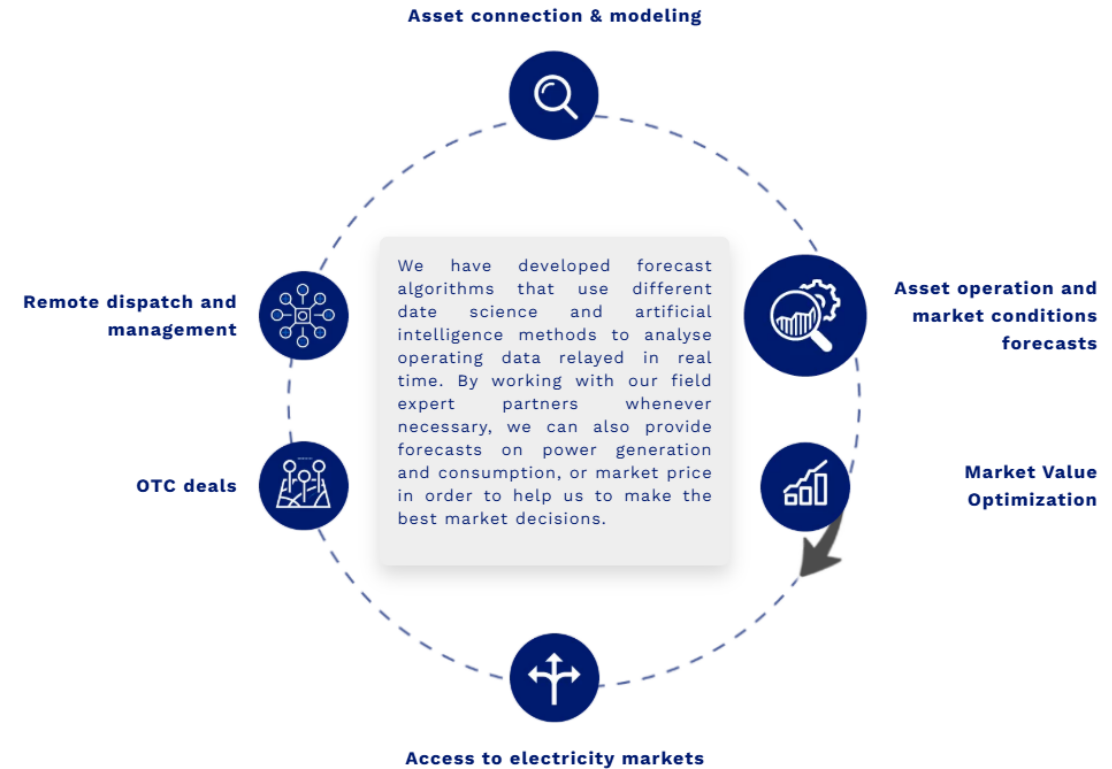 Asset connection & modeling
Remote dispatch and
management
We have developed forecast
algorithms that use different
date science and artificial
intelligence methods to analyse
operating data relayed in real
time. By working with our field
expert partners whenever
necessary, we can also provide
forecasts on power generation
and consumption, or market price
in order to help us to make the
best market decisions.
Asset operation and
market conditions
forecasts
OTC deals
Market Value
Optimization
Access to electricity markets